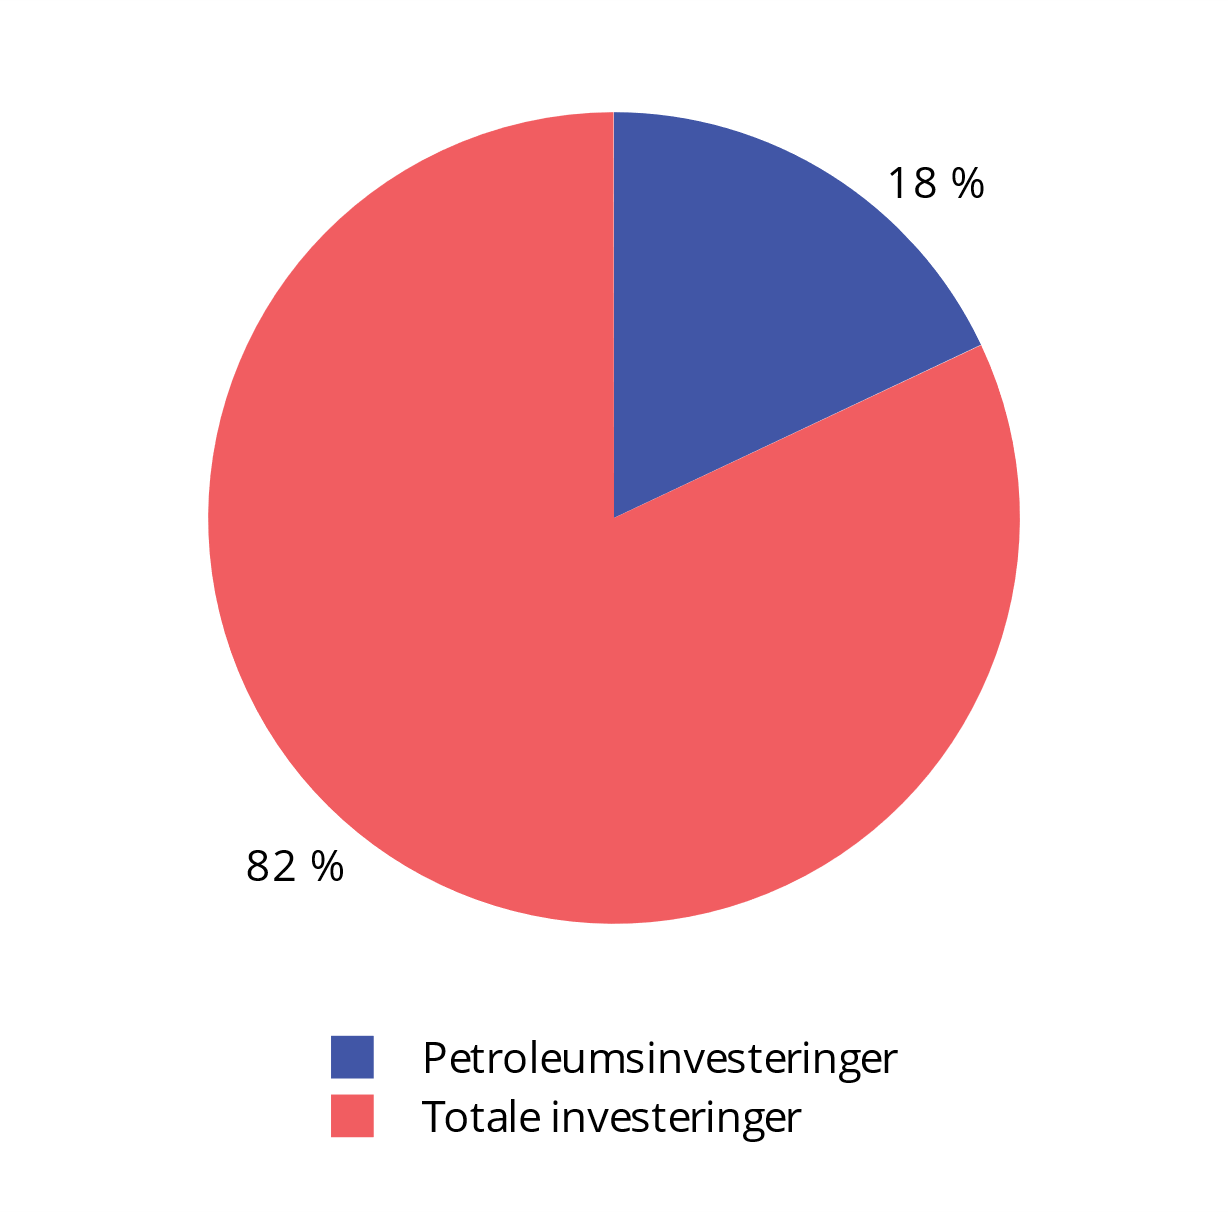 18 %
82 %
Petroleumsinvesteringer
Totale investeringer